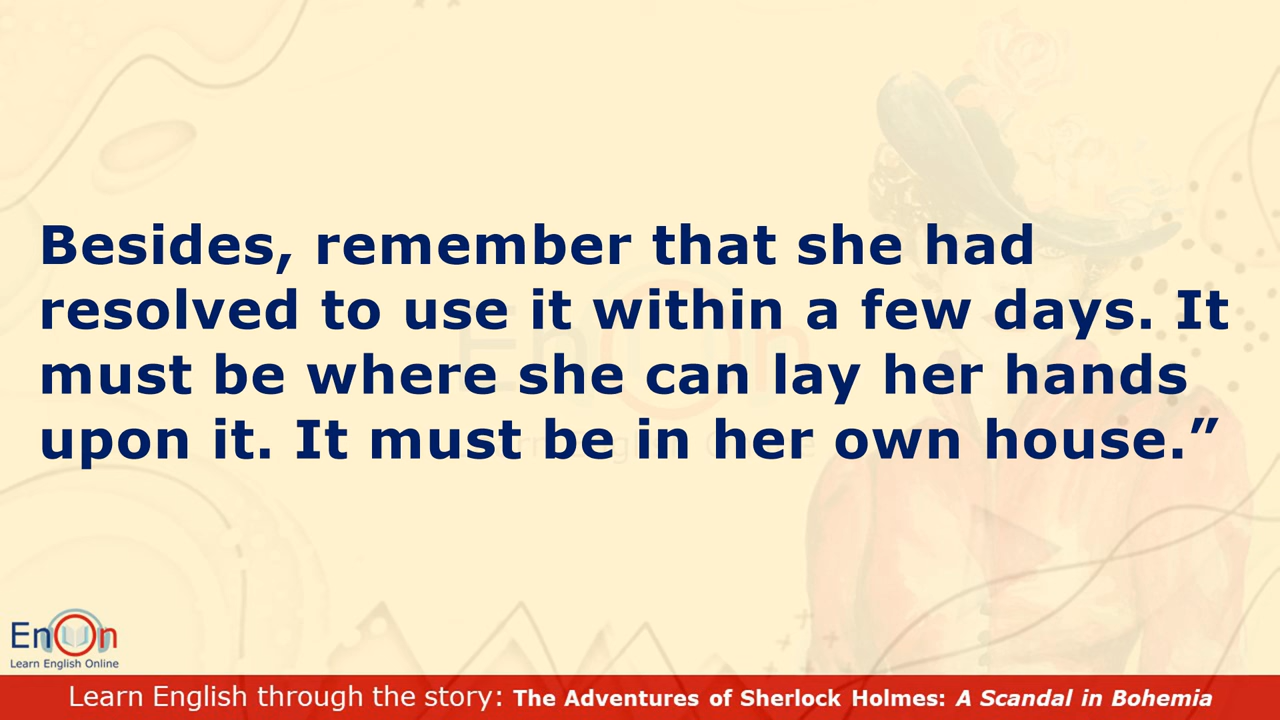 Besides, remember that she had
resolved to use it within a few days. It
must be where she can lay her hands
upon it. It must be in her own house.”
EnOn
Learn English Online
Learn English through the story: The Adventures of Sherlock Holmes: A Scandal in Bohemia